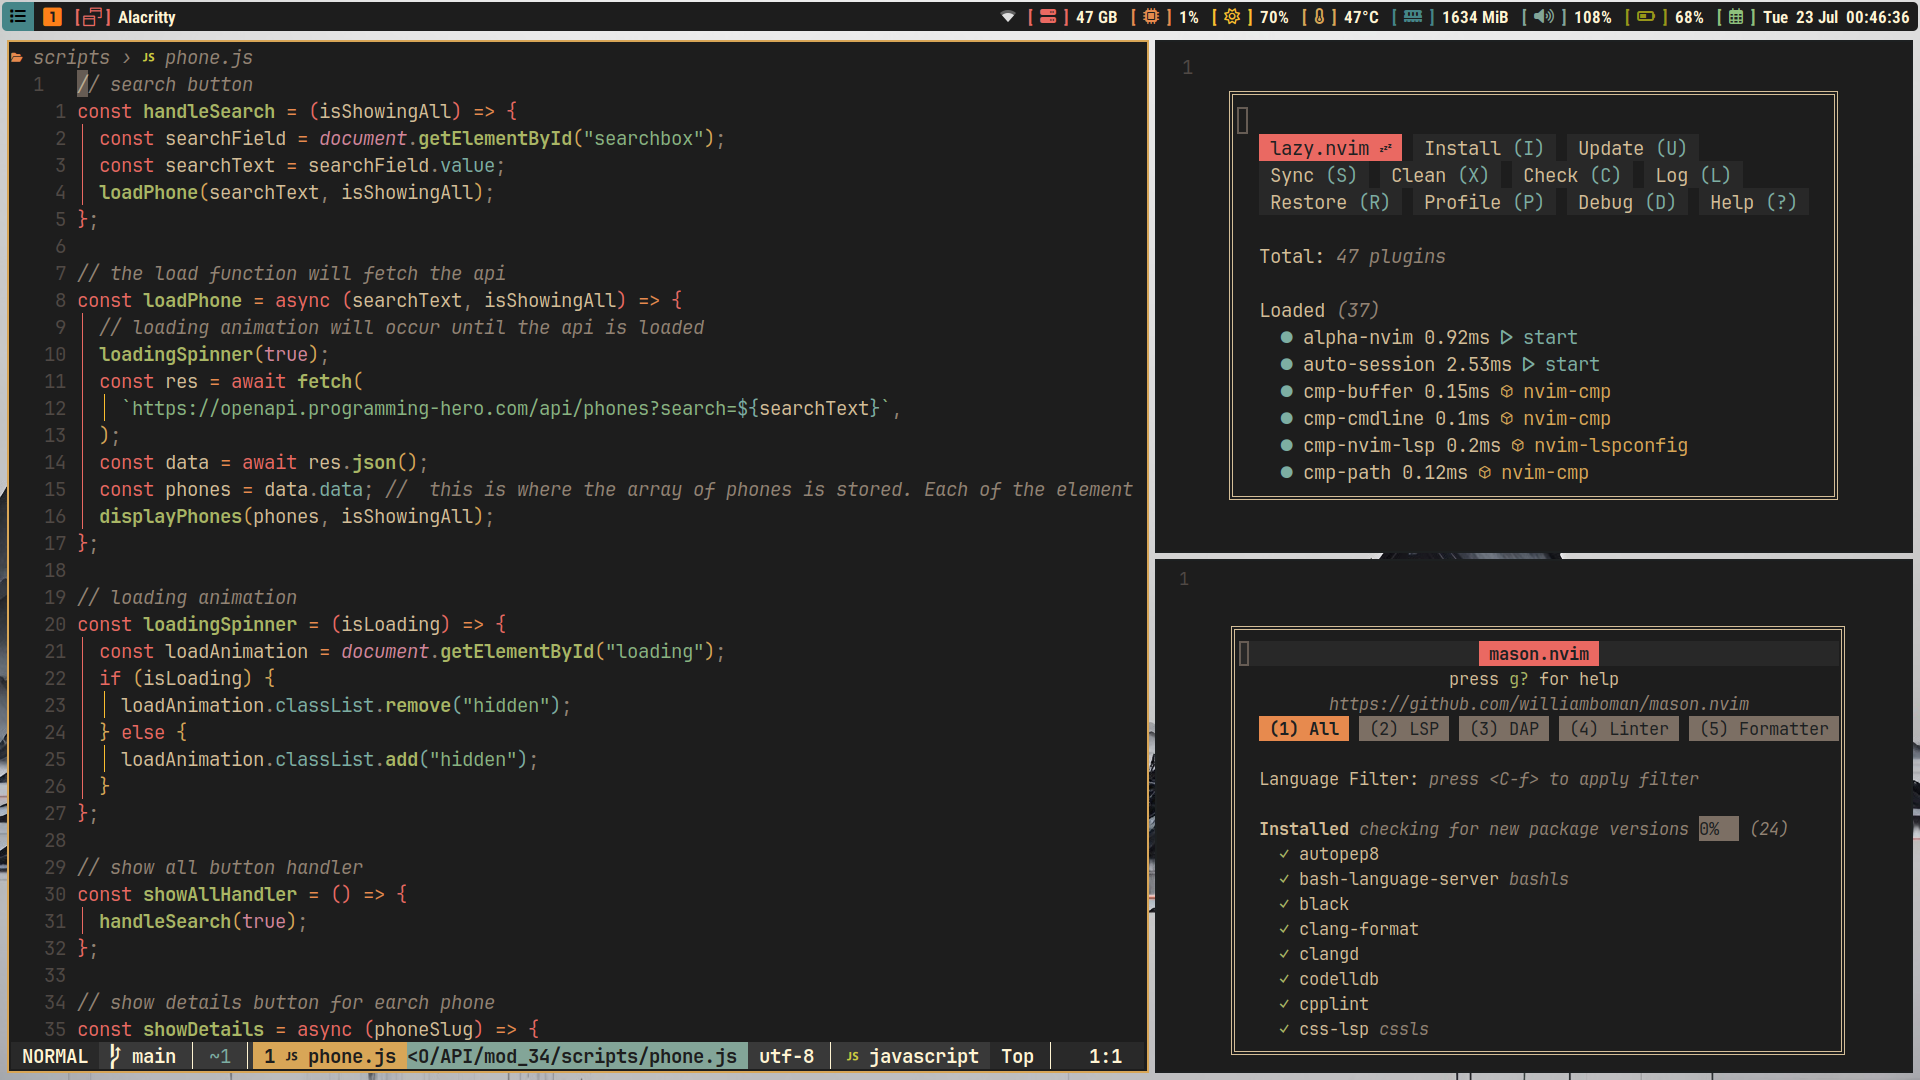 1 [ ] Alacritty [ ] 47 GB [ ] 1% [ ] 70% [ ] 47°C [ ] 1634 MiB [ ] 108% [ ] 68% [ ] Tue 23 Jul 00:46:36
scripts › JS phone.js
1 // search button
1 const handleSearch = (isShowingAll) => {
2 const searchField = document.getElementById("searchbox");
3 const searchText = searchField.value;
4 loadPhone(searchText, isShowingAll);
5 };
6
7 // the load function will fetch the api
8 const loadPhone = async (searchText, isShowingAll) => {
9 // loading animation will occur until the api is loaded
10 loadingSpinner(true);
11 const res = await fetch(
12 `https://openapi.programming-hero.com/api/phones?search=${searchText}`,
13 );
14 const data = await res.json();
15 const phones = data.data; //  this is where the array of phones is stored. Each of the element
16 displayPhones(phones, isShowingAll);
17 };
18
19 // loading animation
20 const loadingSpinner = (isLoading) => {
21 const loadAnimation = document.getElementById("loading");
22 if (isLoading) {
23 loadAnimation.classList.remove("hidden");
24 } else {
25 loadAnimation.classList.add("hidden");
26 }
27 };
28
29 // show all button handler
30 const showAllHandler = () => {
31 handleSearch(true);
32 };
33
34 // show details button for earch phone
35 const showDetails = async (phoneSlug) => {
NORMAL main ~1 1 JS phone.js <O/API/mod_34/scripts/phone.js utf-8 JS javascript Top 1:1
1
lazy.nvim zzz Install (I) Update (U)
Sync (S) Clean (X) Check (C) Log (L)
Restore (R) Profile (P) Debug (D) Help (?)
Total: 47 plugins
Loaded (37)
● alpha-nvim 0.92ms start
● auto-session 2.53ms start
● cmp-buffer 0.15ms nvim-cmp
● cmp-cmdline 0.1ms nvim-cmp
● cmp-nvim-lsp 0.2ms nvim-lspconfig
● cmp-path 0.12ms nvim-cmp
1
mason.nvim
press g? for help
https://github.com/williamboman/mason.nvim
(1) All (2) LSP (3) DAP (4) Linter (5) Formatter
Language Filter: press <C-f> to apply filter
Installed checking for new package versions 0% (24)
✓ autopep8
✓ bash-language-server bashls
✓ black
✓ clang-format
✓ clangd
✓ codelldb
✓ cpplint
✓ css-lsp cssls